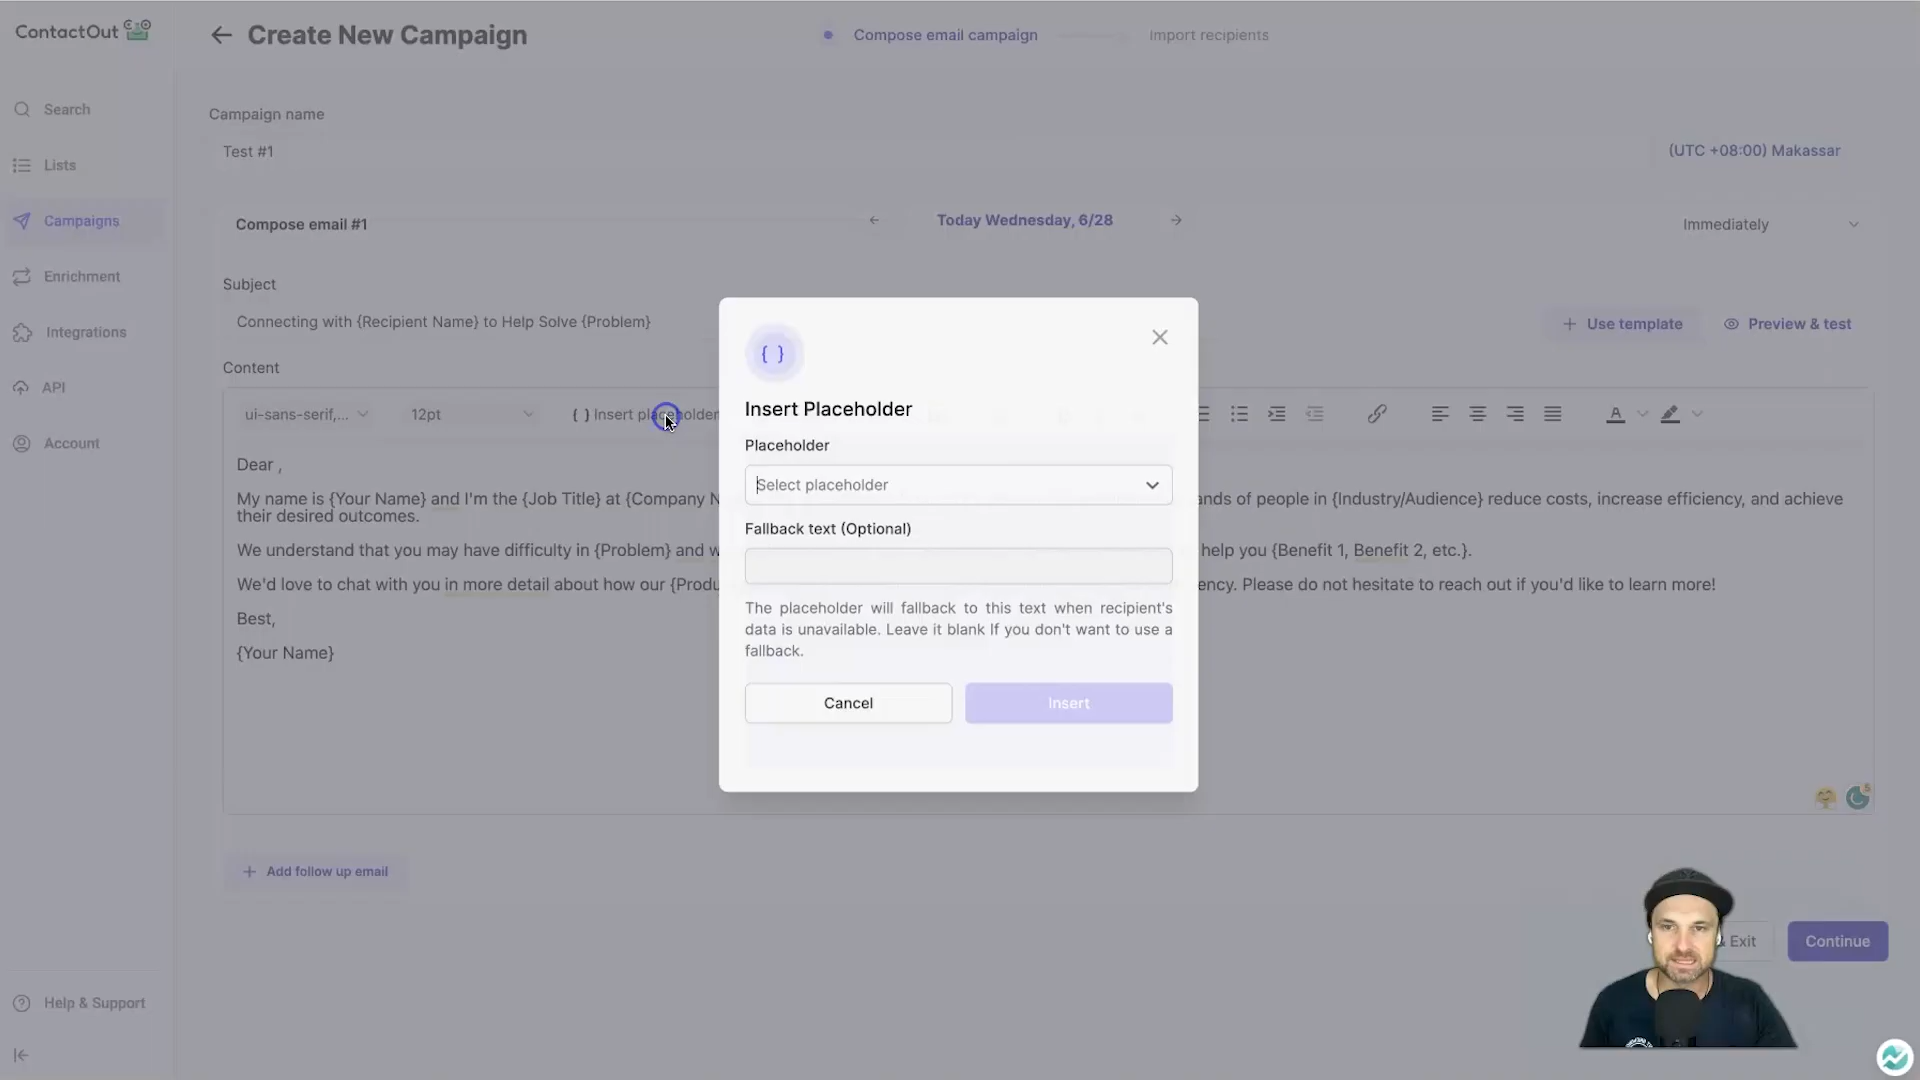 ContactOut
Create New Campaign
Compose email campaign
Import recipients
Search
Lists
Campaigns
Enrichment
Integrations
API
Account
Help & Support
Campaign name
Test #1
(UTC +08:00) Makassar
Compose email #1
Today Wednesday, 6/28
Immediately
Subject
Connecting with {Recipient Name} to Help Solve {Problem}
Use template
Preview & test
Content
ui-sans-serif,...
12pt
{ } Insert placeholder
Dear ,
My name is {Your Name} and I'm the {Job Title} at {Company N
ands of people in {Industry/Audience} reduce costs, increase efficiency, and achieve
their desired outcomes.
We understand that you may have difficulty in {Problem} and w
help you {Benefit 1, Benefit 2, etc.}.
We'd love to chat with you in more detail about how our {Produ
ency. Please do not hesitate to reach out if you'd like to learn more!
Best,
{Your Name}
{ }
Insert Placeholder
Placeholder
Select placeholder
Fallback text (Optional)
The placeholder will fallback to this text when recipient's
data is unavailable. Leave it blank If you don't want to use a
fallback.
Cancel
Insert
5
Add follow up email
& Exit
Continue